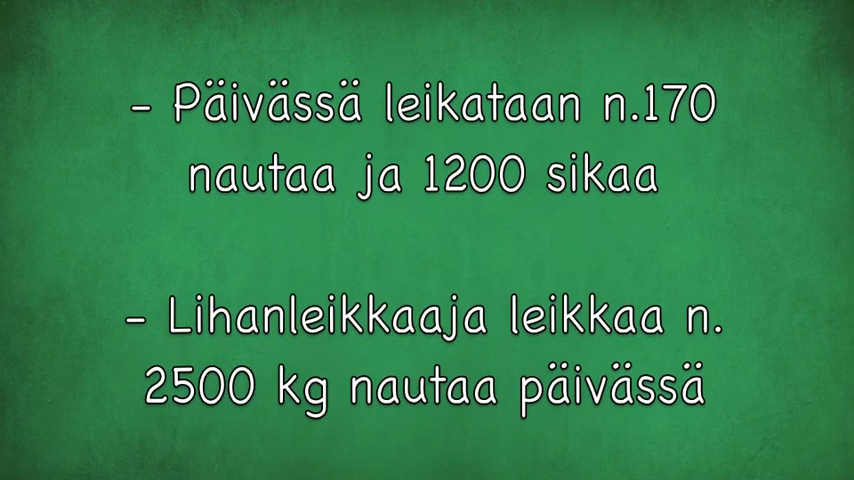 - Päivässä leikataan n.170
nautaa ja 1200 sikaa
- Lihanleikkaaja leikkaa n.
2500 kg nautaa päivässä